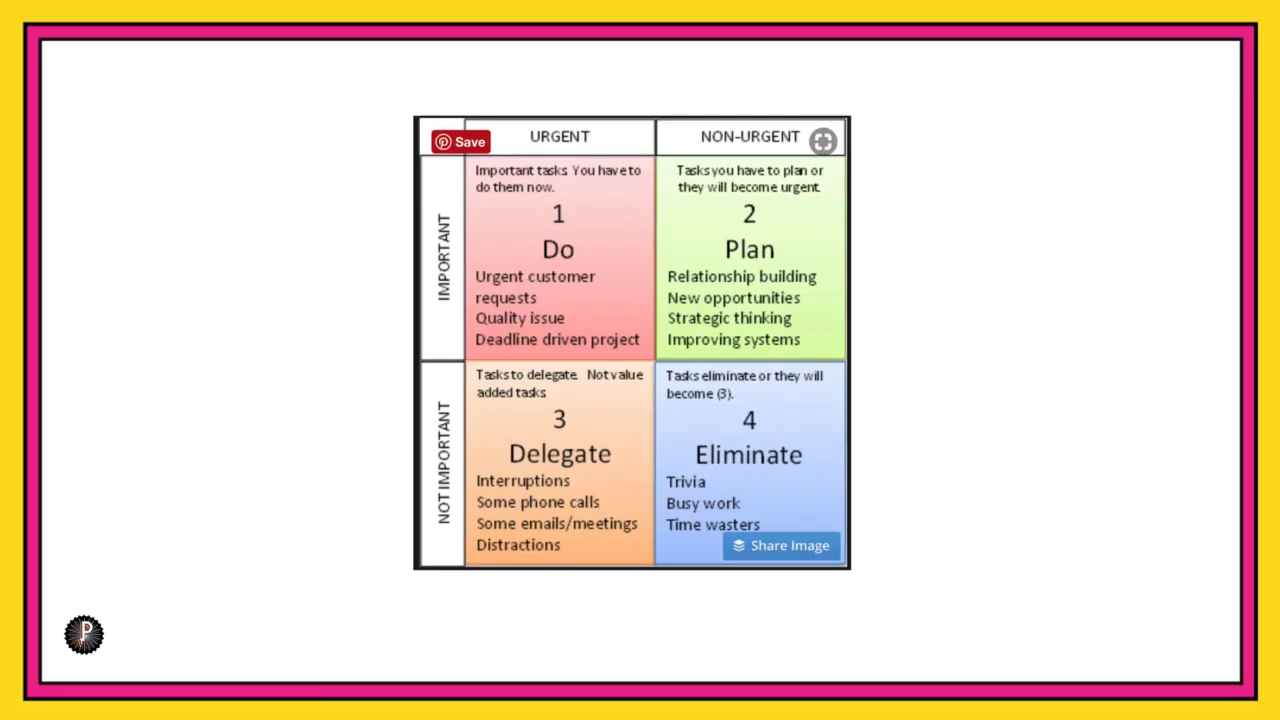 Save
URGENT
NON-URGENT
IMPORTANT
Important tasks. You have to
do them now.
1
Do
Urgent customer
requests
Quality issue
Deadline driven project
Tasks you have to plan or
they will become urgent.
2
Plan
Relationship building
New opportunities
Strategic thinking
Improving systems
NOT IMPORTANT
Tasks to delegate. Not value
added tasks
3
Delegate
Interruptions
Some phone calls
Some emails/meetings
Distractions
Tasks eliminate or they will
become (3).
4
Eliminate
Trivia
Busy work
Time wasters
Share Image
P